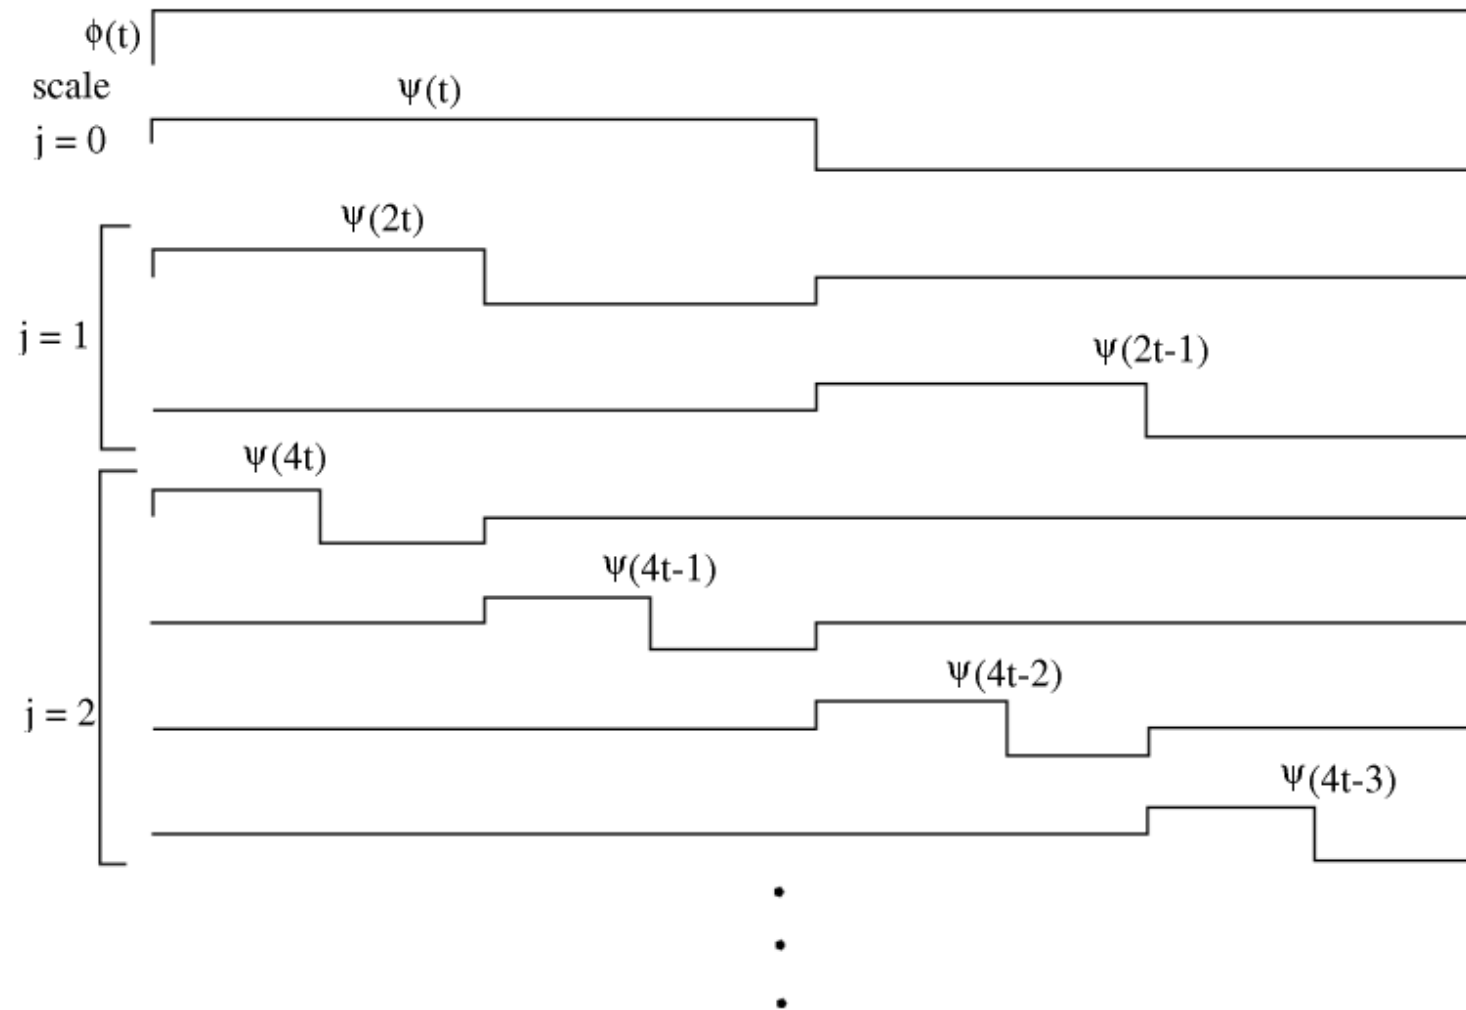 ϕ(t)
scale
ψ(t)
j = 0
ψ(2t)
j = 1
ψ(2t-1)
ψ(4t)
ψ(4t-1)
ψ(4t-2)
j = 2
ψ(4t-3)